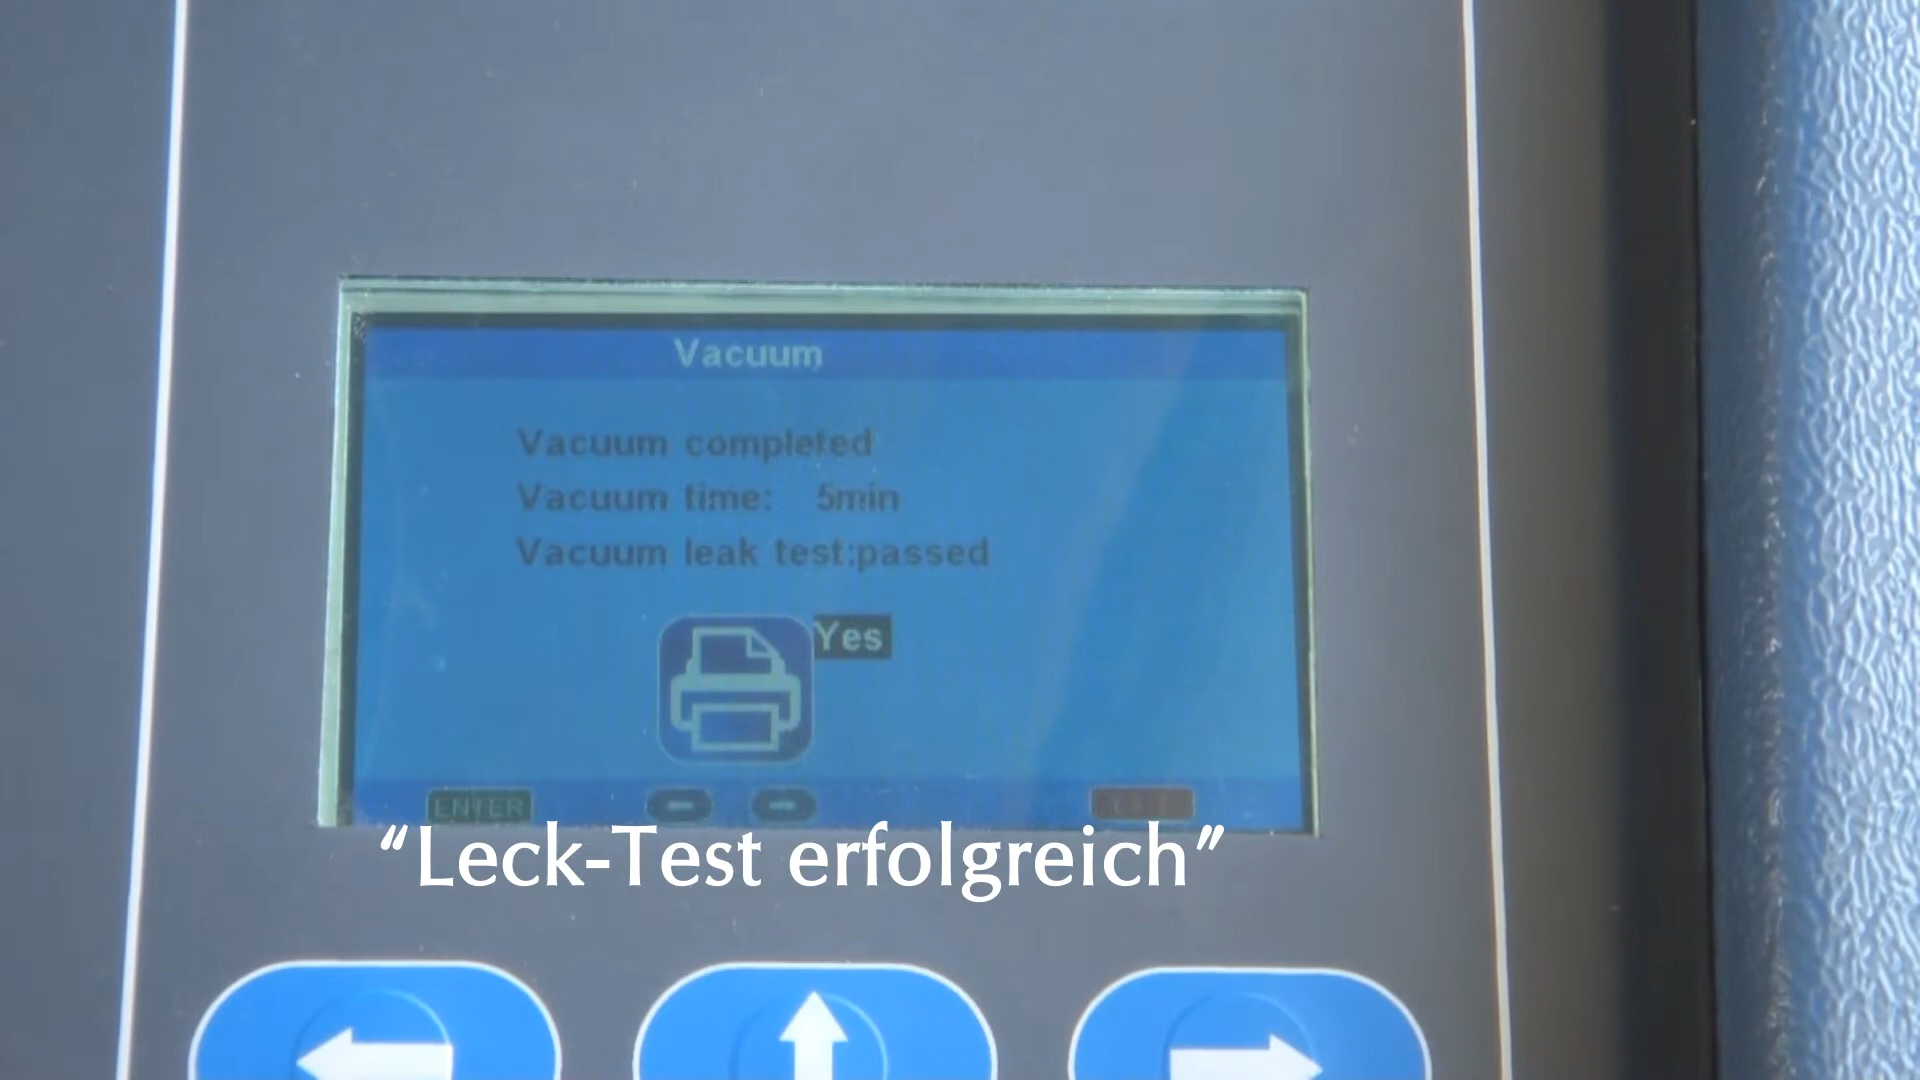 Vacuum
Vacuum completed
Vacuum time: 5min
Vacuum leak test:passed
Yes
ENTER
“Leck-Test erfolgreich”